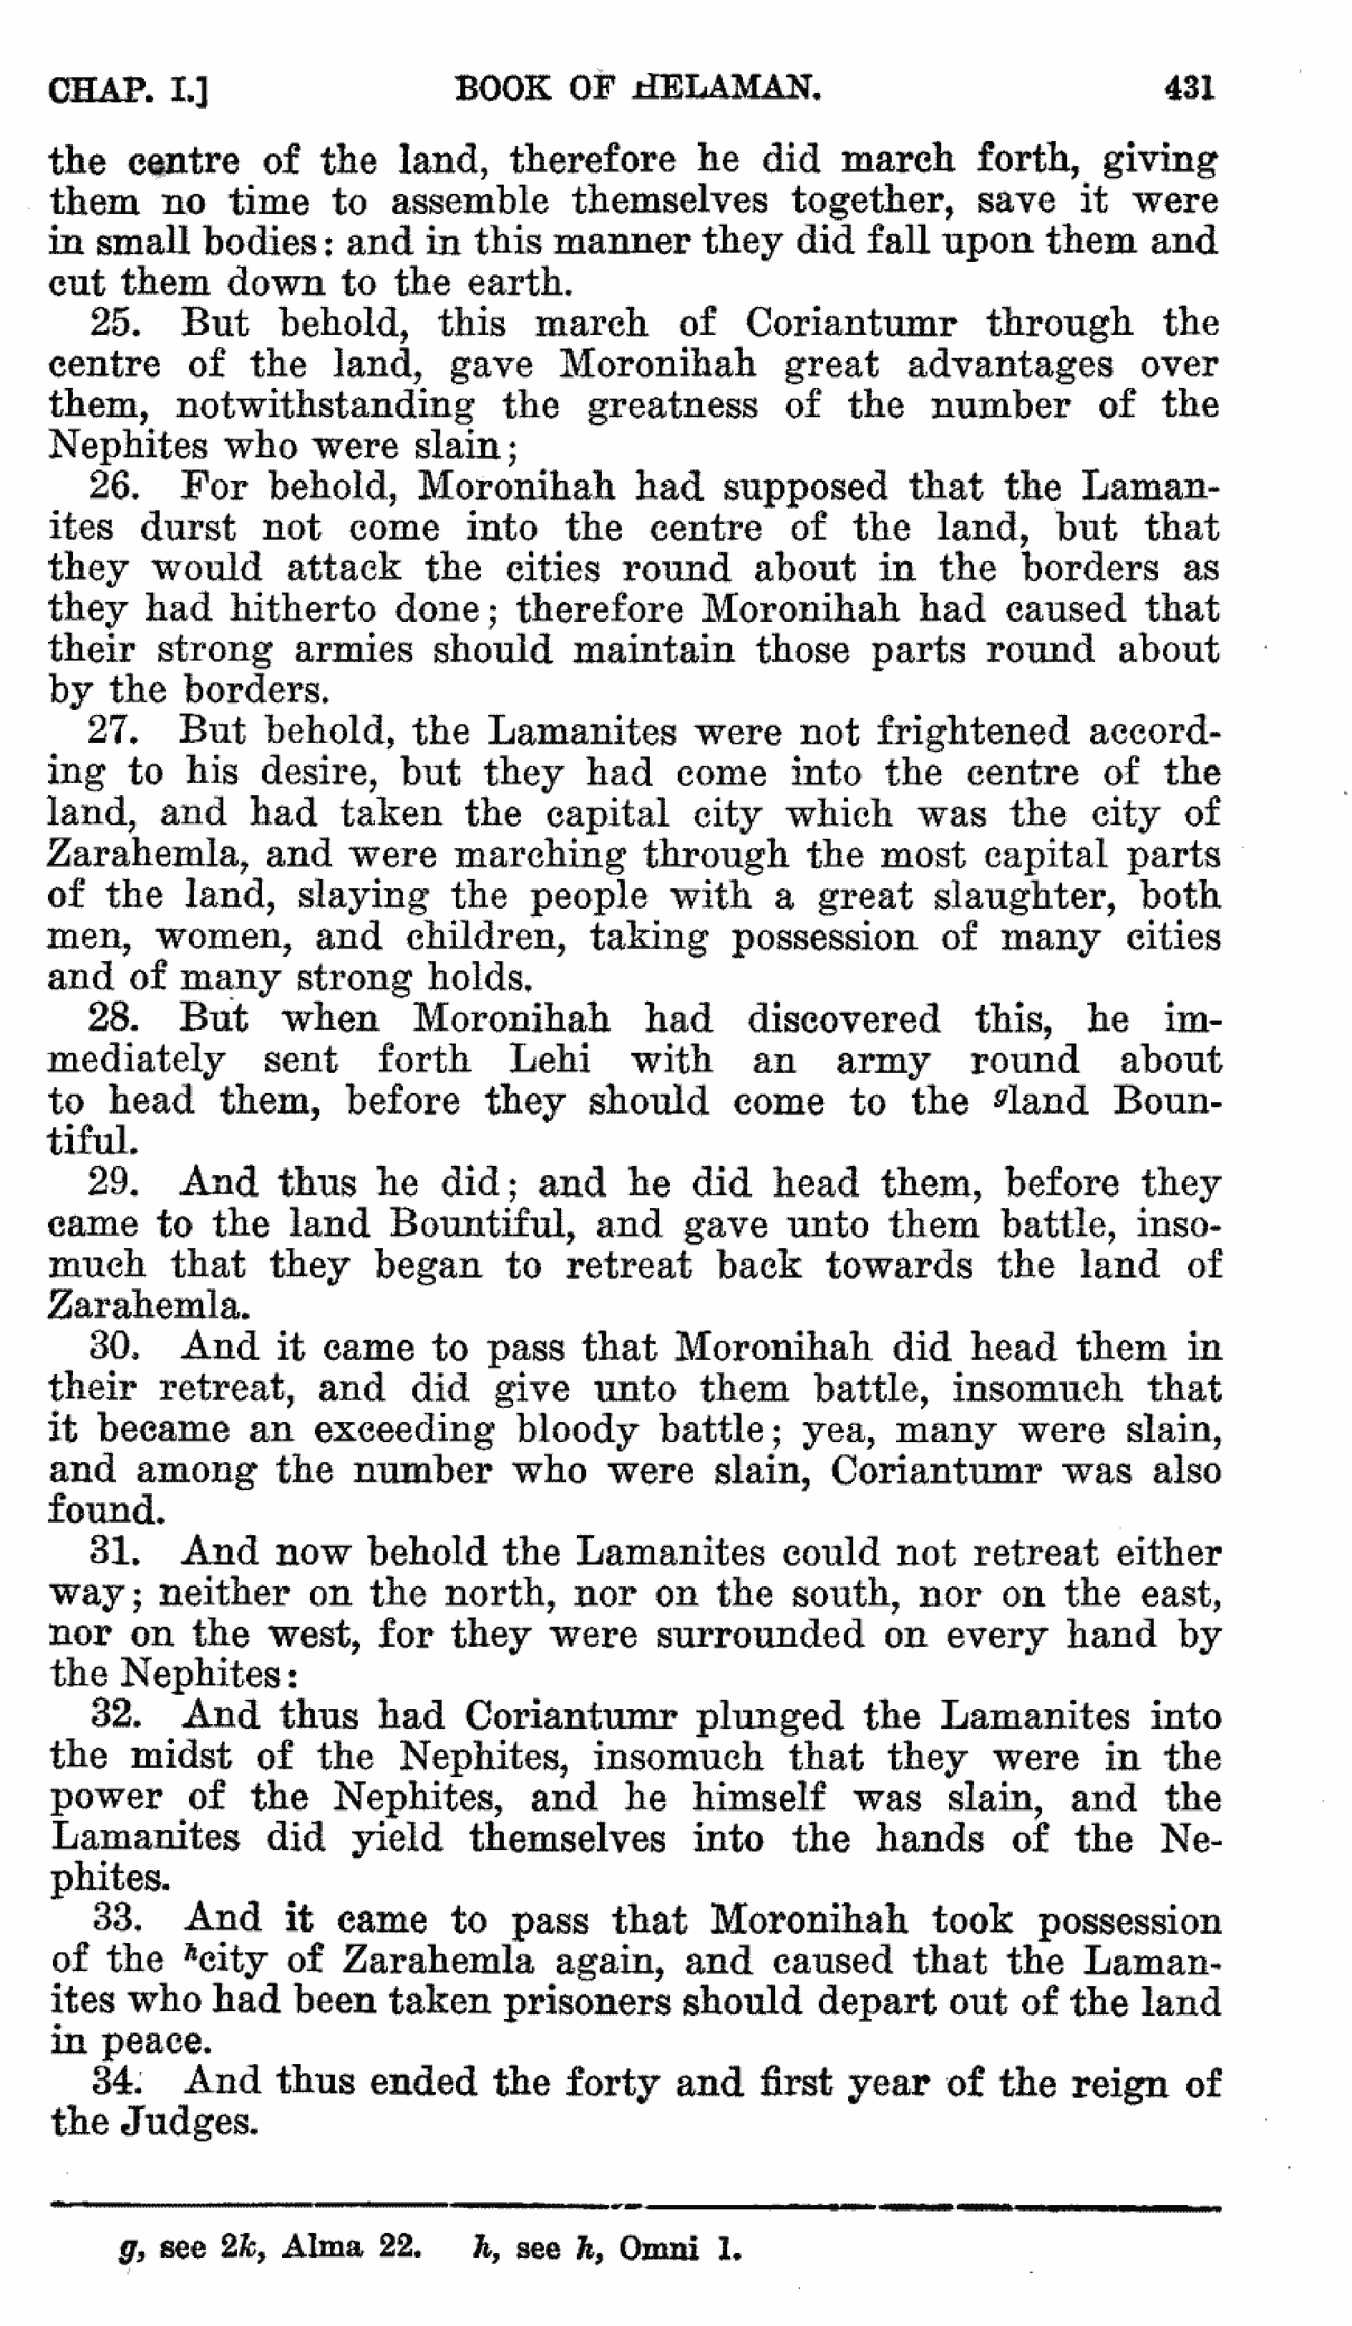 CHAP. I.] BOOK OF HELAMAN. 431
the centre of the land, therefore he did march forth, giving
them no time to assemble themselves together, save it were
in small bodies: and in this manner they did fall upon them and
cut them down to the earth.
25. But behold, this march of Coriantumr through the
centre of the land, gave Moronihah great advantages over
them, notwithstanding the greatness of the number of the
Nephites who were slain;
26. For behold, Moronihah had supposed that the Laman-
ites durst not come into the centre of the land, but that
they would attack the cities round about in the borders as
they had hitherto done; therefore Moronihah had caused that
their strong armies should maintain those parts round about
by the borders.
27. But behold, the Lamanites were not frightened accord-
ing to his desire, but they had come into the centre of the
land, and had taken the capital city which was the city of
Zarahemla, and were marching through the most capital parts
of the land, slaying the people with a great slaughter, both
men, women, and children, taking possession of many cities
and of many strong holds.
28. But when Moronihah had discovered this, he im-
mediately sent forth Lehi with an army round about
to head them, before they should come to the gland Boun-
tiful.
29. And thus he did; and he did head them, before they
came to the land Bountiful, and gave unto them battle, inso-
much that they began to retreat back towards the land of
Zarahemla.
30. And it came to pass that Moronihah did head them in
their retreat, and did give unto them battle, insomuch that
it became an exceeding bloody battle; yea, many were slain,
and among the number who were slain, Coriantumr was also
found.
31. And now behold the Lamanites could not retreat either
way; neither on the north, nor on the south, nor on the east,
nor on the west, for they were surrounded on every hand by
the Nephites:
32. And thus had Coriantumr plunged the Lamanites into
the midst of the Nephites, insomuch that they were in the
power of the Nephites, and he himself was slain, and the
Lamanites did yield themselves into the hands of the Ne-
phites.
33. And it came to pass that Moronihah took possession
of the hcity of Zarahemla again, and caused that the Laman-
ites who had been taken prisoners should depart out of the land
in peace.
34. And thus ended the forty and first year of the reign of
the Judges.
g, see 2k, Alma 22. h, see h, Omni 1.